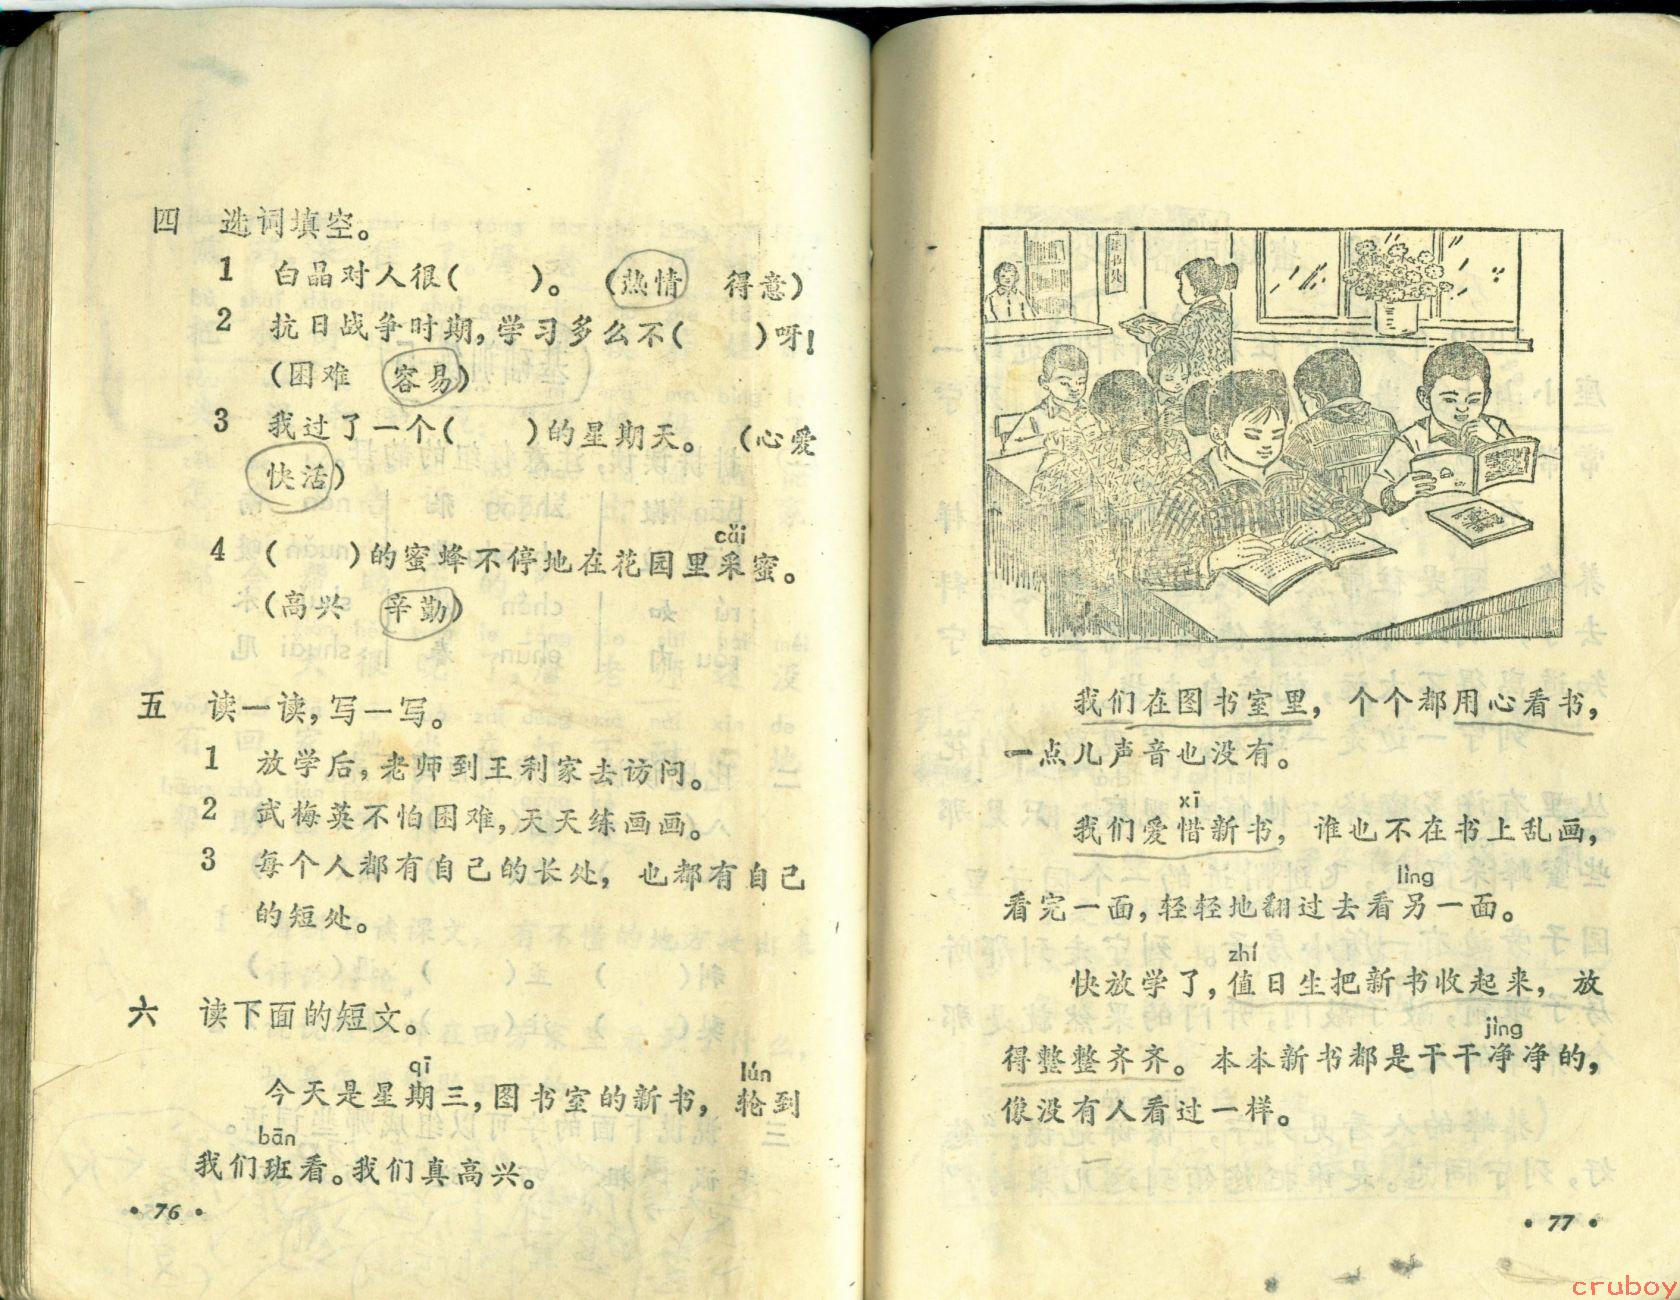 四 选词填空。
1 白晶对人很( )。 (热情 得意)
2 抗日战争时期,学习多么不( )呀!
(困难 容易)
3 我过了一个( )的星期天。 (心爱
快活)
cǎi
4 ( )的蜜蜂不停地在花园里采蜜。
(高兴 辛勤)
五 读一读,写一写。
1 放学后,老师到王利家去访问。
2 武梅英不怕困难,天天练画画。
3 每个人都有自己的长处, 也都有自己
的短处。
六 读下面的短文。
qī lún
今天是星期三,图书室的新书, 轮到
bān
我们班看。我们真高兴。
• 76 •
我们在图书室里, 个个都用心看书,
一点儿声音也没有。
xī
我们爱惜新书, 谁也不在书上乱画,
lìng
看完一面,轻轻地翻过去看另一面。
zhí
快放学了,值日生把新书收起来, 放
jìng
得整整齐齐。本本新书都是干干净净的,
像没有人看过一样。
• 77 •
cruboy